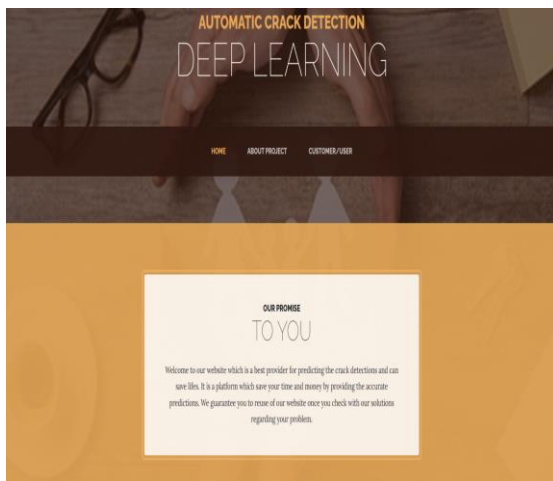 AUTOMATIC CRACK DETECTION
DEEP LEARNING
HOME ABOUT PROJECT CUSTOMER/USER
OUR PROMISE
TO YOU
Welcome to our website which is a best provider for predicting the crack detections and can
save lifes. It is a platform which save your time and money by providing the accurate
predictions. We guarantee you to reuse of our website once you check with our solutions
regarding your problem.